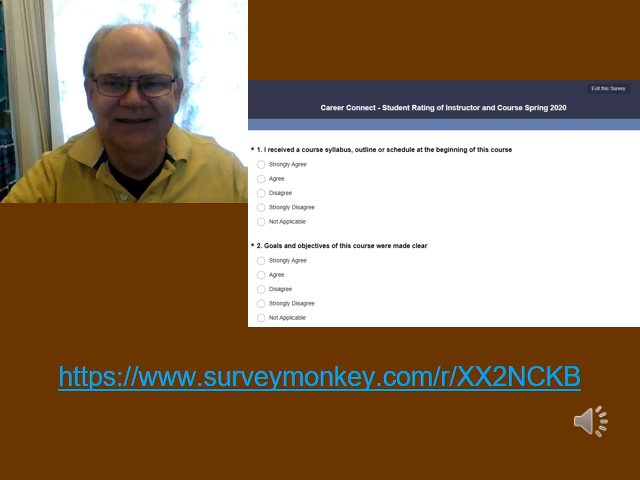 Exit this Survey
Career Connect - Student Rating of Instructor and Course Spring 2020
* 1. I received a course syllabus, outline or schedule at the beginning of this course
Strongly Agree
Agree
Disagree
Strongly Disagree
Not Applicable
* 2. Goals and objectives of this course were made clear
Strongly Agree
Agree
Disagree
Strongly Disagree
Not Applicable
https://www.surveymonkey.com/r/XX2NCKB